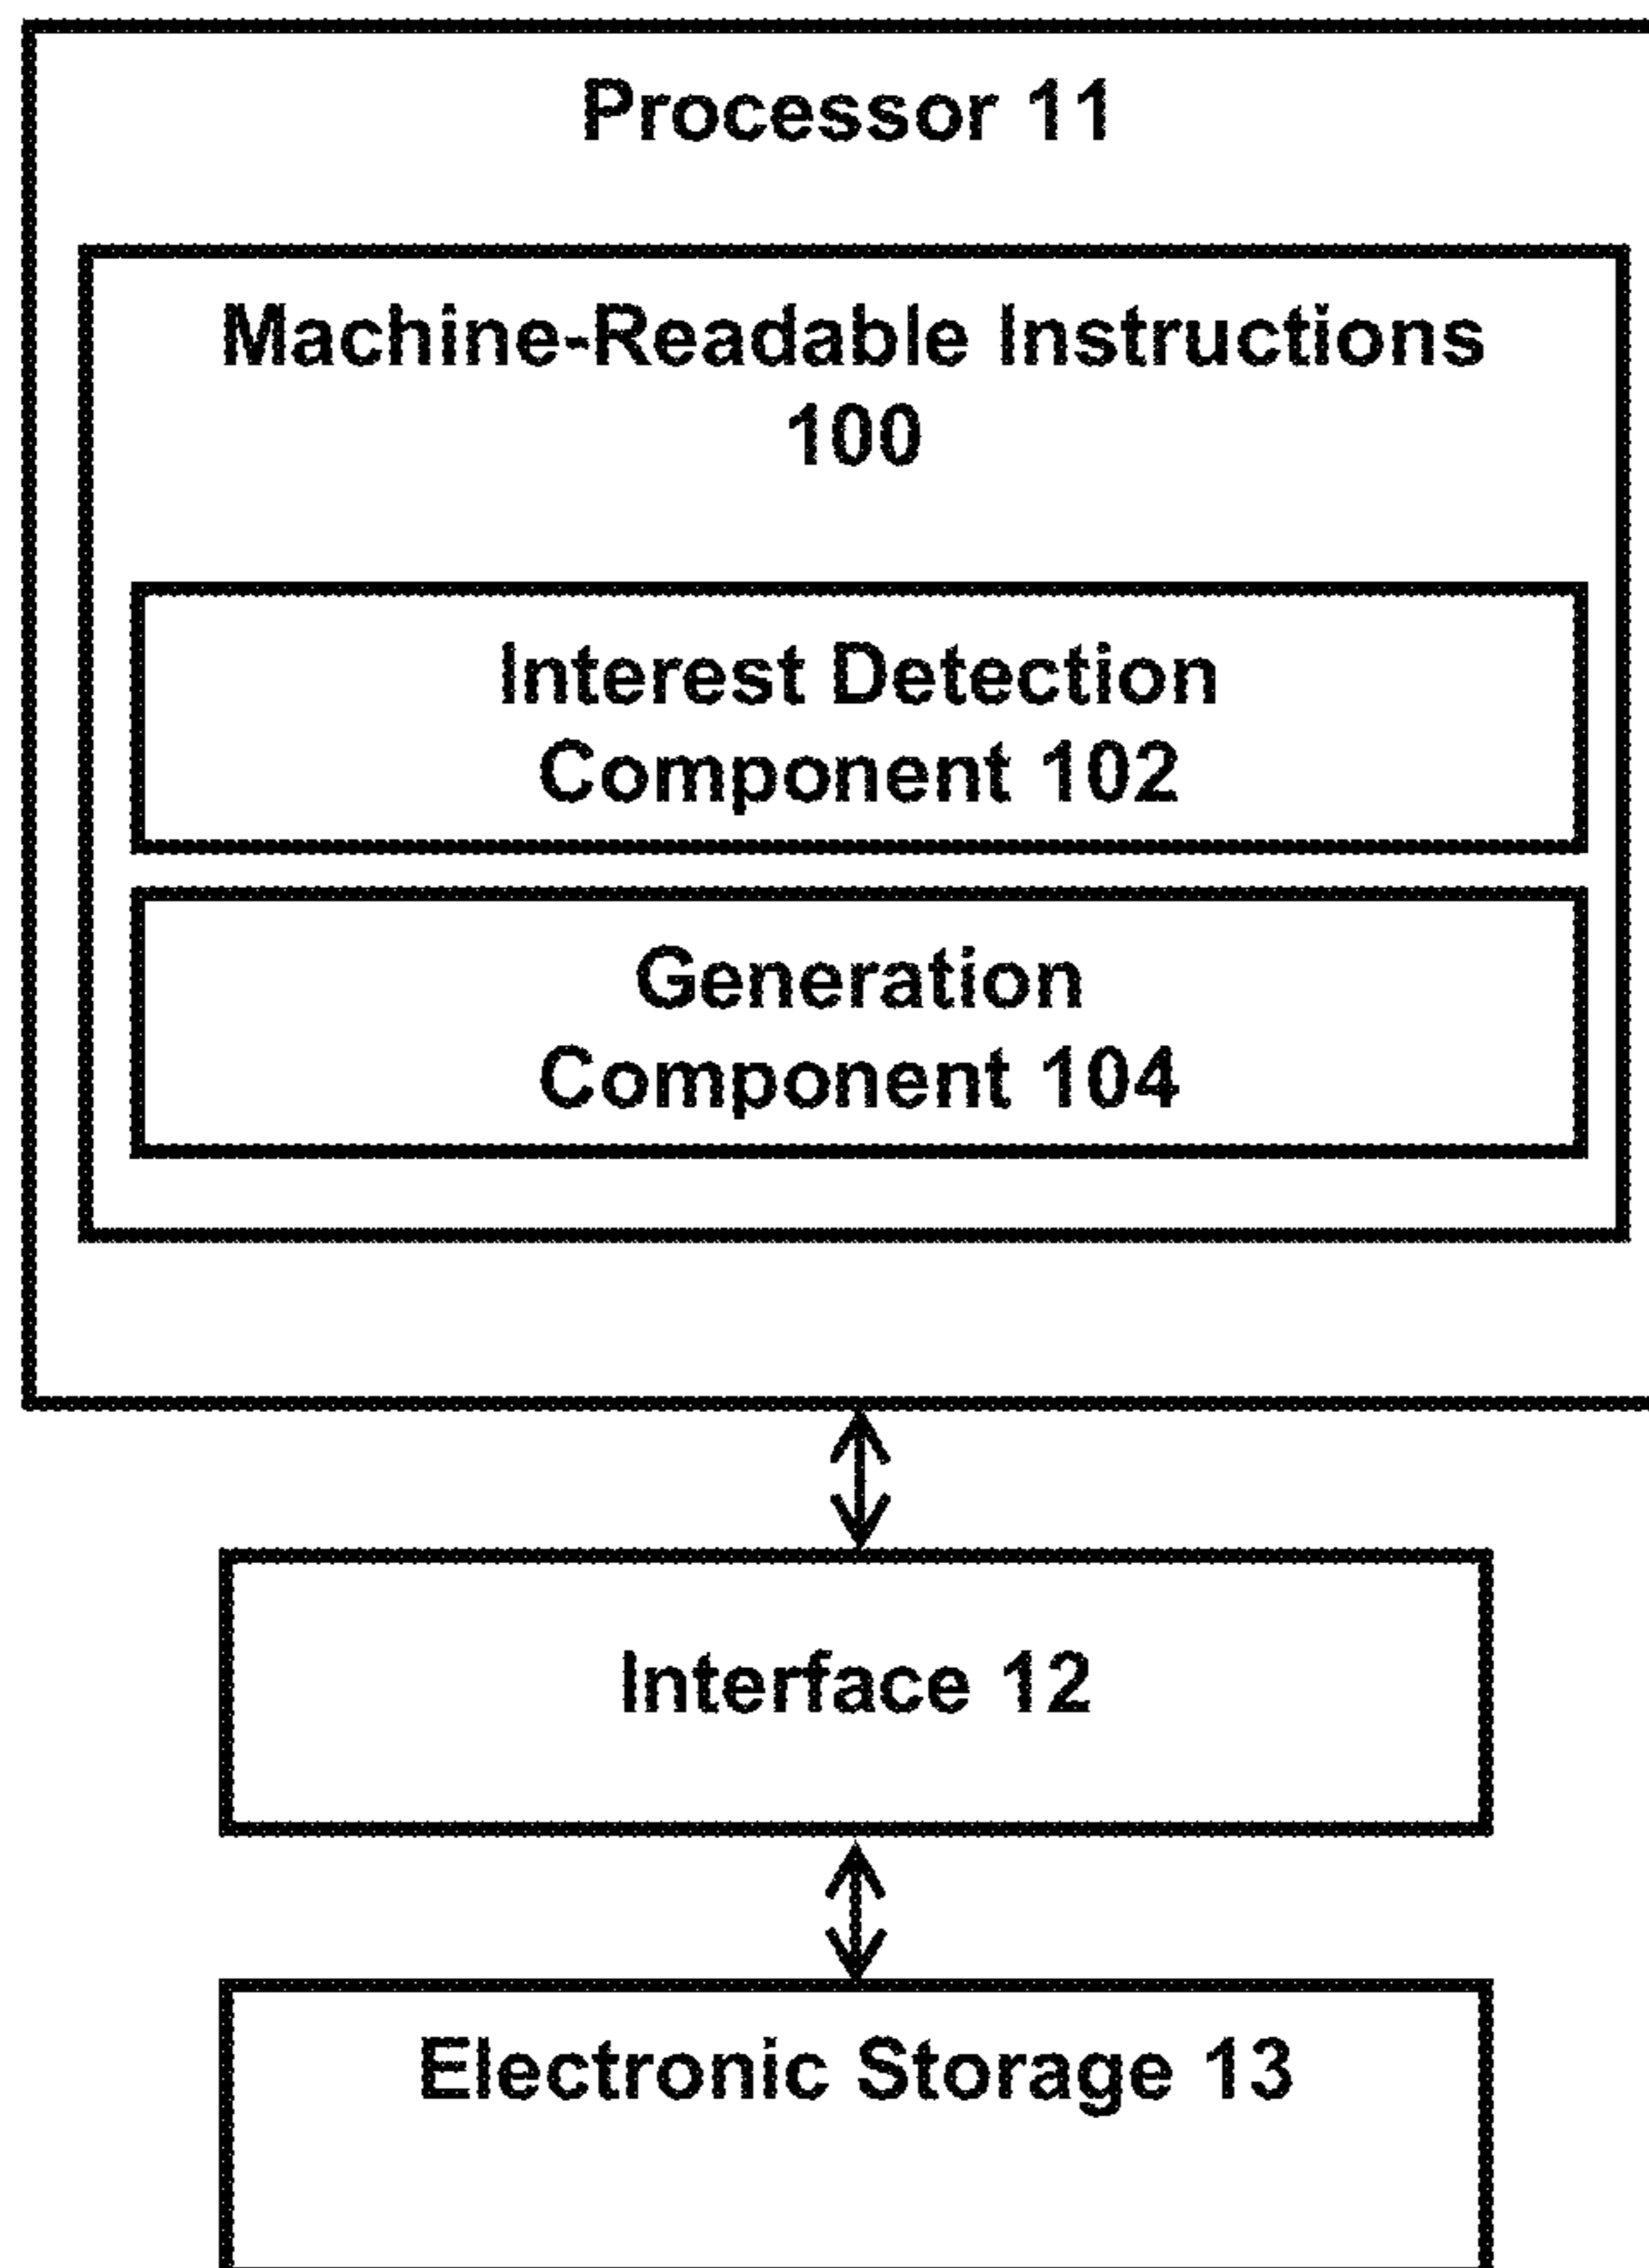 Processor 11
Machine-Readable Instructions
100
Interest Detection
Component 102
Generation
Component 104
Interface 12
Electronic Storage 13